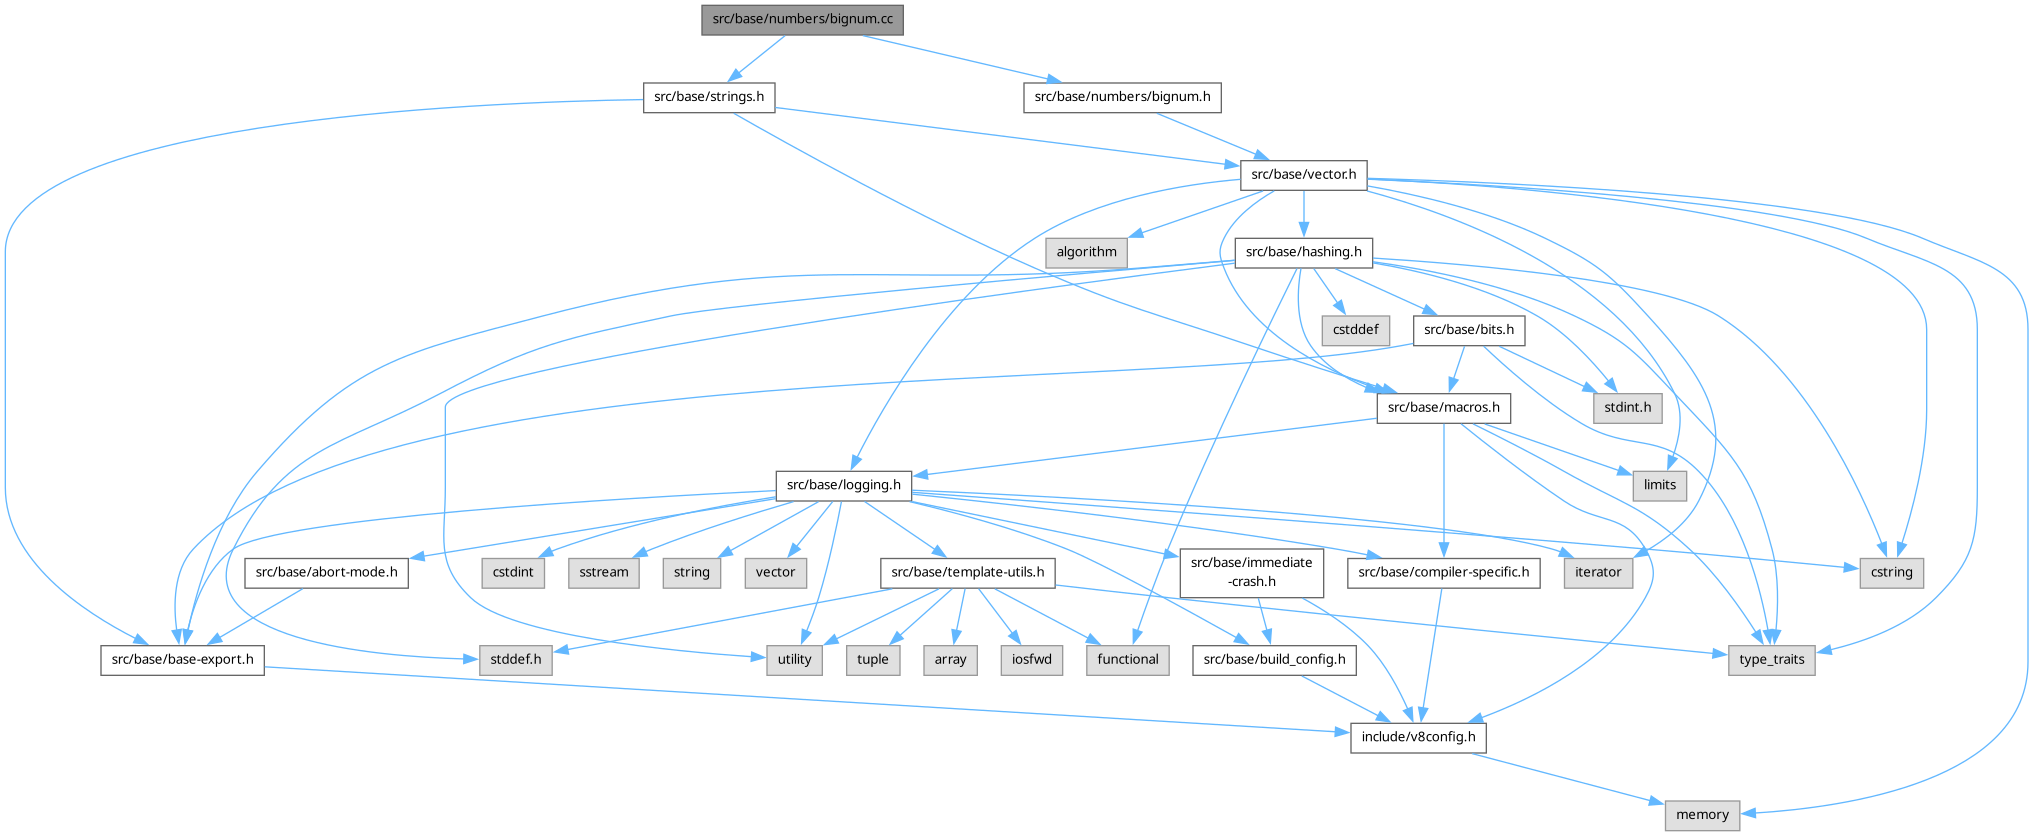 src/base/numbers/bignum.cc
src/base/strings.h
src/base/numbers/bignum.h
src/base/vector.h
algorithm
src/base/hashing.h
cstddef
src/base/bits.h
src/base/macros.h
stdint.h
src/base/logging.h
limits
src/base/abort-mode.h
cstdint
sstream
string
vector
src/base/template-utils.h
src/base/immediate
-crash.h
src/base/compiler-specific.h
iterator
cstring
src/base/base-export.h
stddef.h
utility
tuple
array
iosfwd
functional
src/base/build_config.h
type_traits
include/v8config.h
memory